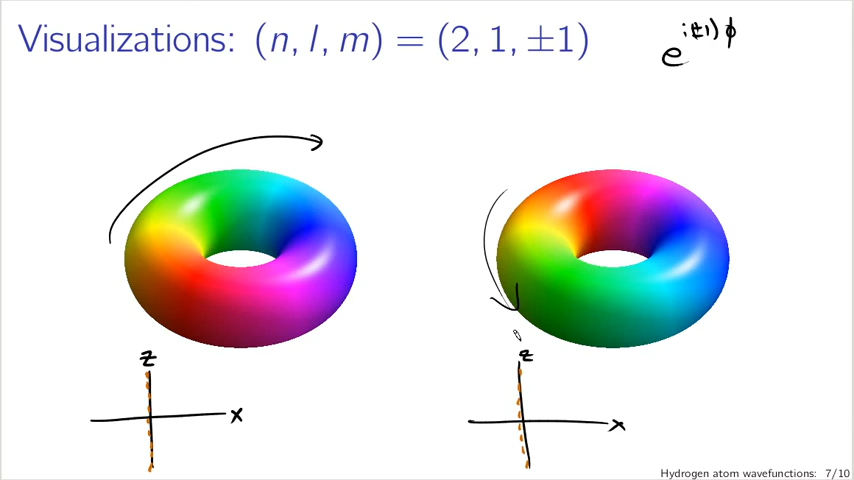 Visualizations: (n, l, m) = (2, 1, ±1)
e^{i(±1)ϕ}
z
x
z
x
Hydrogen atom wavefunctions: 7/10